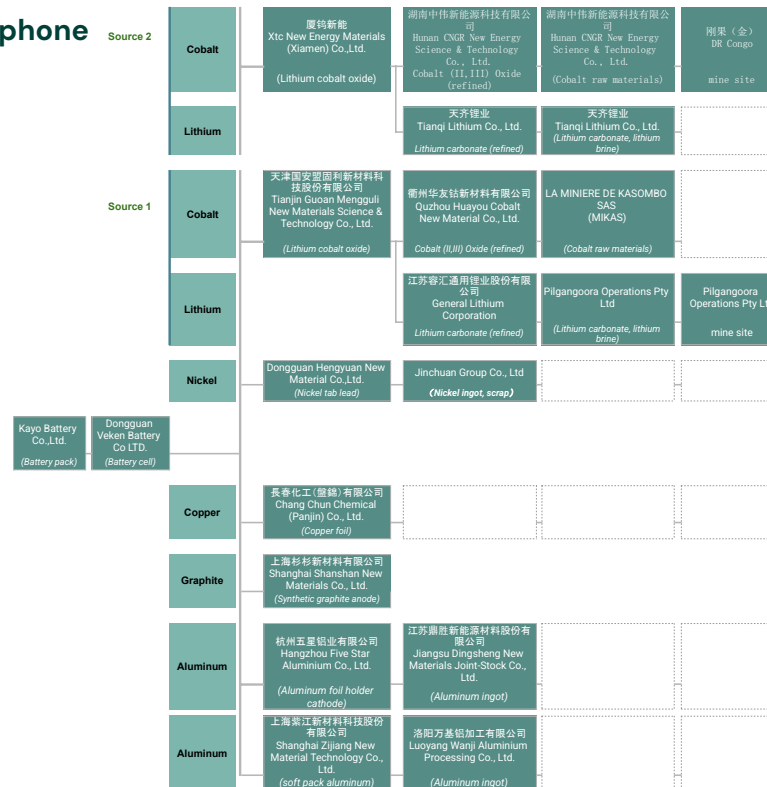 phone
Source 2
Cobalt
厦钨新能
Xtc New Energy Materials
(Xiamen) Co.,Ltd.
(Lithium cobalt oxide)
湖南中伟新能源科技有限公
司
Hunan CNGR New Energy
Science & Technology
Co., Ltd.
Cobalt (II,III) Oxide
(refined)
湖南中伟新能源科技有限公
司
Hunan CNGR New Energy
Science & Technology
Co., Ltd.
(Cobalt raw materials)
刚果（金）
DR Congo
mine site
Lithium
天齐锂业
Tianqi Lithium Co., Ltd.
Lithium carbonate (refined)
天齐锂业
Tianqi Lithium Co., Ltd.
(Lithium carbonate, lithium
brine)
Source 1
Cobalt
天津国安盟固利新材料科
技股份有限公司
Tianjin Guoan Mengguli
New Materials Science &
Technology Co., Ltd.
(Lithium cobalt oxide)
衢州华友钴新材料有限公司
Quzhou Huayou Cobalt
New Material Co., Ltd.
Cobalt (II,III) Oxide (refined)
LA MINIERE DE KASOMBO
SAS
(MIKAS)
(Cobalt raw materials)
Lithium
江苏容汇通用锂业股份有限
公司
General Lithium
Corporation
Lithium carbonate (refined)
Pilgangoora Operations Pty
Ltd
(Lithium carbonate, lithium
brine)
Pilgangoora
Operations Pty Lt
mine site
Nickel
Dongguan Hengyuan New
Material Co.,Ltd.
(Nickel tab lead)
Jinchuan Group Co., Ltd
(Nickel ingot, scrap)
Kayo Battery
Co.,Ltd.
(Battery pack)
Dongguan
Veken Battery
Co LTD.
(Battery cell)
Copper
長春化工(盤錦)有限公司
Chang Chun Chemical
(Panjin) Co., Ltd.
(Copper foil)
Graphite
上海杉杉新材料有限公司
Shanghai Shanshan New
Materials Co., Ltd.
(Synthetic graphite anode)
Aluminum
杭州五星铝业有限公司
Hangzhou Five Star
Aluminium Co., Ltd.
(Aluminum foil holder
cathode)
江苏鼎胜新能源材料股份有
限公司
Jiangsu Dingsheng New
Materials Joint-Stock Co.,
Ltd.
(Aluminum ingot)
Aluminum
上海紫江新材料科技股份
有限公司
Shanghai Zijiang New
Material Technology Co.,
Ltd.
(soft pack aluminum)
洛阳万基铝加工有限公司
Luoyang Wanji Aluminium
Processing Co., Ltd.
(Aluminum ingot)